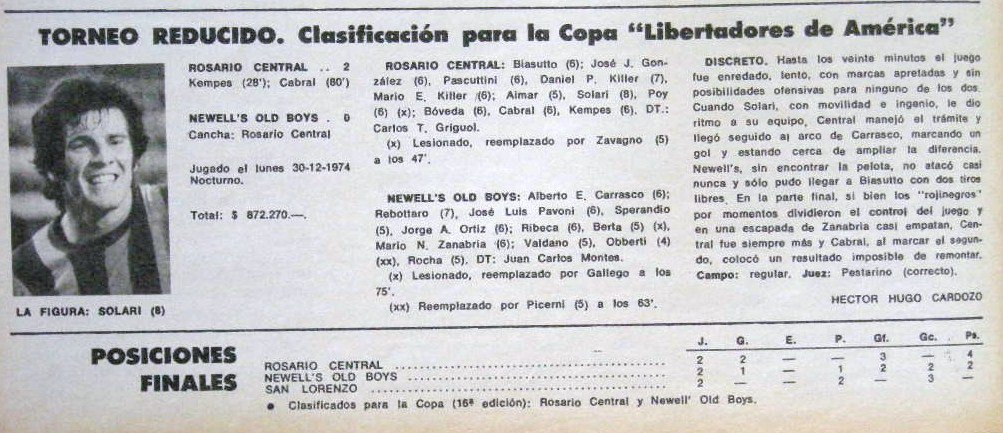 TORNEO REDUCIDO. Clasificación para la Copa "Libertadores de América"
ROSARIO CENTRAL .. 2
Kempes (28'); Cabral (80')
NEWELL'S OLD BOYS . 0
Cancha: Rosario Central
Jugado el lunes 30-12-1974
Nocturno.
Total: $ 872.270.—.
LA FIGURA: SOLARI (8)
ROSARIO CENTRAL: Biasutto (6); José J. Gon-
zález (6), Pascuttini (6), Daniel P. Killer (7),
Mario E. Killer (6); Aimar (5), Solari (8), Poy
(6) (x); Bóveda (6), Cabral (6), Kempes (6). DT.:
Carlos T. Griguol.
(x) Lesionado, reemplazado por Zavagno (5)
a los 47'.
NEWELL'S OLD BOYS: Alberto E. Carrasco (6);
Rebottaro (7), José Luis Pavoni (6), Sperandio
(5), Jorge A. Ortiz (6); Ribeca (6), Berta (5) (x),
Mario N. Zanabria (6); Valdano (5), Obberti (4)
(xx), Rocha (5). DT: Juan Carlos Montes.
(x) Lesionado, reemplazado por Gallego a los
75'.
(xx) Reemplazado por Picerni (5) a los 63'.
DISCRETO. Hasta los veinte minutos el juego
fue enredado, lento, con marcas apretadas y sin
posibilidades ofensivas para ninguno de los dos.
Cuando Solari, con movilidad e ingenio, le dio
ritmo a su equipo, Central manejó el trámite y
llegó seguido al arco de Carrasco, marcando un
gol y estando cerca de ampliar la diferencia.
Newell's, sin encontrar la pelota, no atacó casi
nunca y sólo pudo llegar a Biasutto con dos tiros
libres. En la parte final, si bien los "rojinegros"
por momentos dividieron el control del juego y
en una escapada de Zanabria casi empatan, Cen-
tral fue siempre más y Cabral, al marcar el segun-
do, colocó un resultado imposible de remontar.
Campo: regular. Juez: Pestarino (correcto).
HECTOR HUGO CARDOZO
POSICIONES
FINALES
J. G. E. P. Gf. Gc. Ps.
ROSARIO CENTRAL 2 2 — — 3 — 4
NEWELL'S OLD BOYS 2 1 — 1 2 2 2
SAN LORENZO 2 — — 2 — 3 —
• Clasificados para la Copa (16ª edición): Rosario Central y Newell' Old Boys.